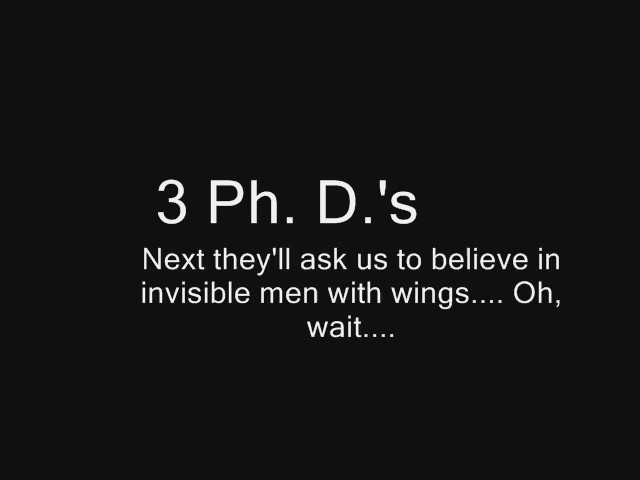 3 Ph. D.'s
Next they'll ask us to believe in
invisible men with wings.... Oh,
wait....